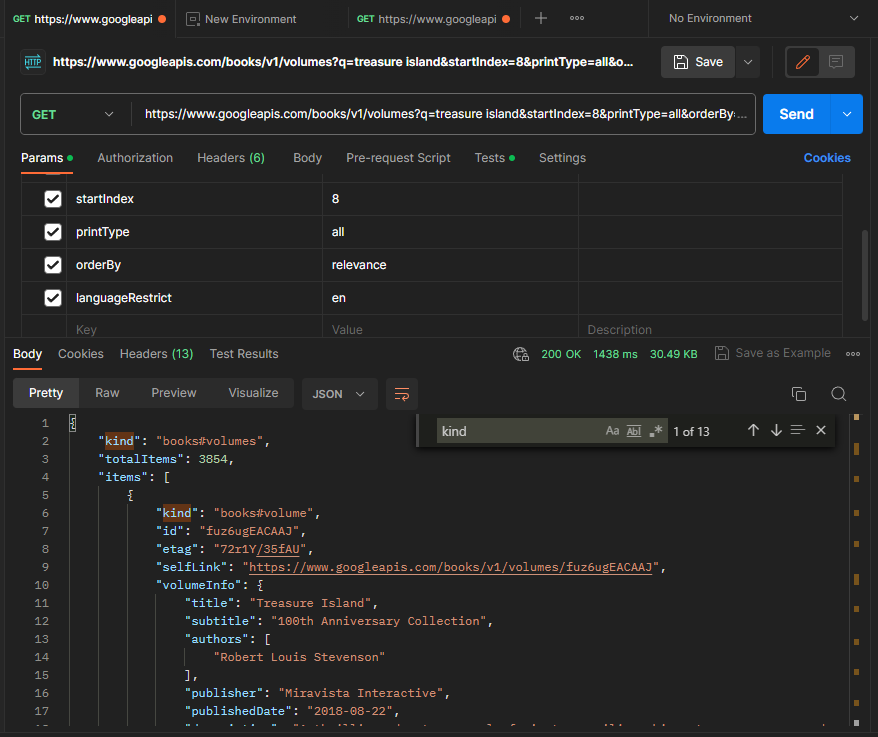 GET https://www.googleapi New Environment GET https://www.googleapi No Environment
HTTP https://www.googleapis.com/books/v1/volumes?q=treasure island&startIndex=8&printType=all&o... Save
GET https://www.googleapis.com/books/v1/volumes?q=treasure island&startIndex=8&printType=all&orderBy:... Send
Params Authorization Headers (6) Body Pre-request Script Tests Settings Cookies
startIndex 8
printType all
orderBy relevance
languageRestrict en
Key Value Description
Body Cookies Headers (13) Test Results 200 OK 1438 ms 30.49 KB Save as Example
Pretty Raw Preview Visualize JSON
kind Aa Abl .* 1 of 13
1 {
2 "kind": "books#volumes",
3 "totalItems": 3854,
4 "items": [
5 {
6 "kind": "books#volume",
7 "id": "fuz6ugEACAAJ",
8 "etag": "72r1Y/35fAU",
9 "selfLink": "https://www.googleapis.com/books/v1/volumes/fuz6ugEACAAJ",
10 "volumeInfo": {
11 "title": "Treasure Island",
12 "subtitle": "100th Anniversary Collection",
13 "authors": [
14 "Robert Louis Stevenson"
15 ],
16 "publisher": "Miravista Interactive",
17 "publishedDate": "2018-08-22",